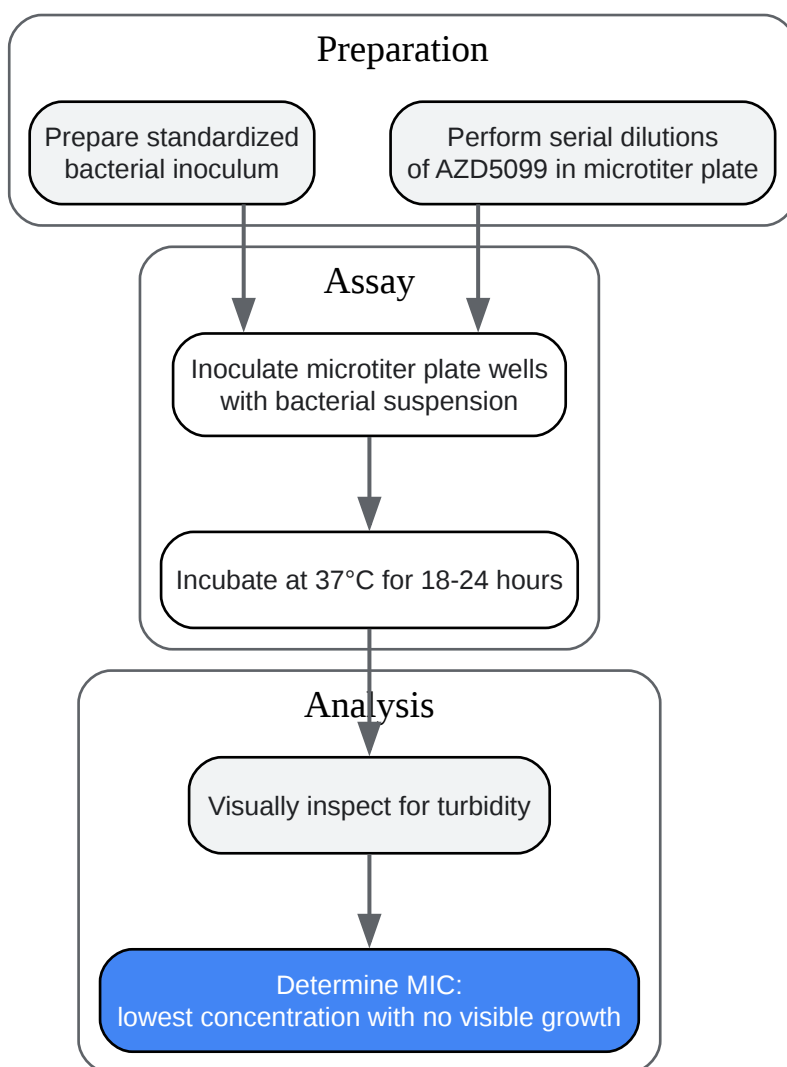 Preparation
Prepare standardized
bacterial inoculum
Perform serial dilutions
of AZD5099 in microtiter plate
Assay
Inoculate microtiter plate wells
with bacterial suspension
Incubate at 37°C for 18-24 hours
Analysis
Visually inspect for turbidity
Determine MIC:
lowest concentration with no visible growth